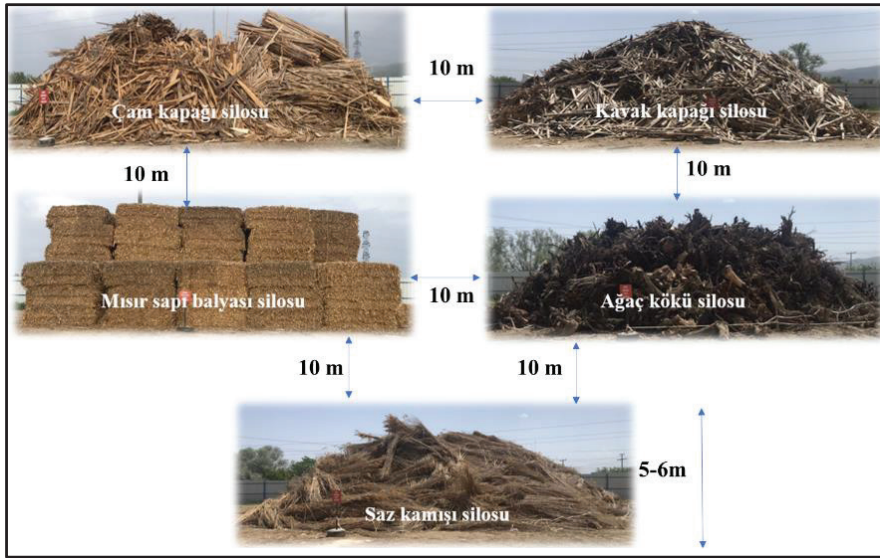 10 m
Çam kapağı silosu
Kavak kapağı silosu
10 m
10 m
Mısır sapı balyası silosu
10 m
Ağaç kökü silosu
10 m
10 m
5-6m
Saz kamışı silosu